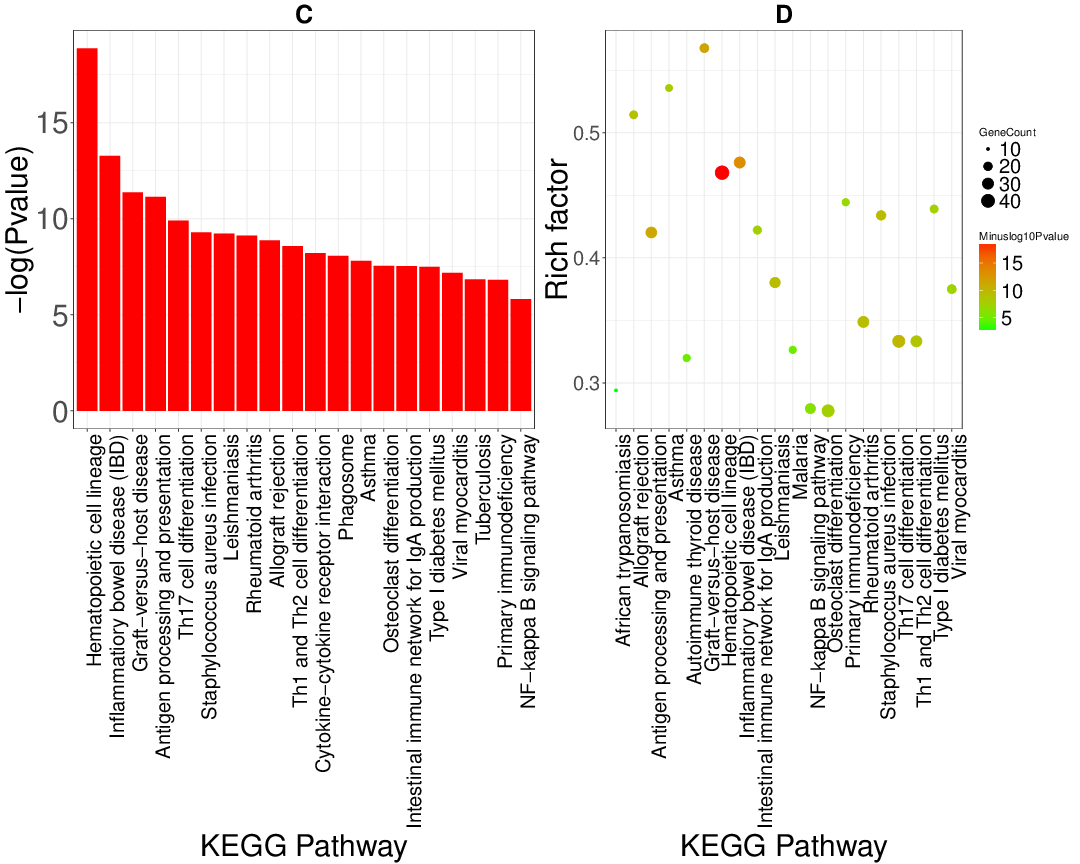 C
−log(Pvalue)
15
10
5
0
Hematopoietic cell lineage
Inflammatory bowel disease (IBD)
Graft−versus−host disease
Antigen processing and presentation
Th17 cell differentiation
Staphylococcus aureus infection
Leishmaniasis
Rheumatoid arthritis
Allograft rejection
Th1 and Th2 cell differentiation
Cytokine−cytokine receptor interaction
Phagosome
Asthma
Osteoclast differentiation
Intestinal immune network for IgA production
Type I diabetes mellitus
Viral myocarditis
Tuberculosis
Primary immunodeficiency
NF−kappa B signaling pathway
KEGG Pathway
D
Rich factor
0.5
0.4
0.3
African trypanosomiasis
Allograft rejection
Antigen processing and presentation
Asthma
Autoimmune thyroid disease
Graft−versus−host disease
Hematopoietic cell lineage
Inflammatory bowel disease (IBD)
Intestinal immune network for IgA production
Leishmaniasis
Malaria
NF−kappa B signaling pathway
Osteoclast differentiation
Primary immunodeficiency
Rheumatoid arthritis
Staphylococcus aureus infection
Th17 cell differentiation
Th1 and Th2 cell differentiation
Type I diabetes mellitus
Viral myocarditis
KEGG Pathway
GeneCount
10
20
30
40
Minuslog10Pvalue
15
10
5